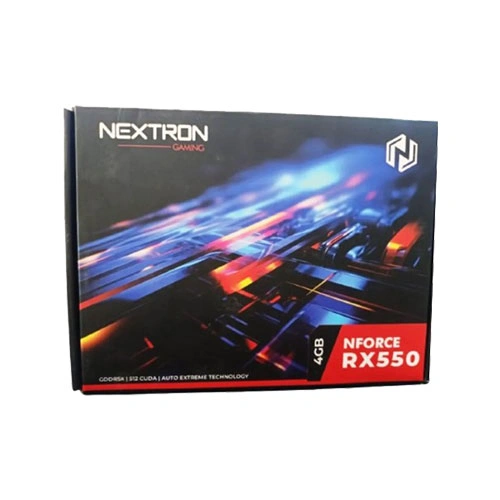 NEXTRON
GAMING
4GB
NFORCE
RX550
GDDR5X | 512 CUDA | AUTO EXTREME TECHNOLOGY